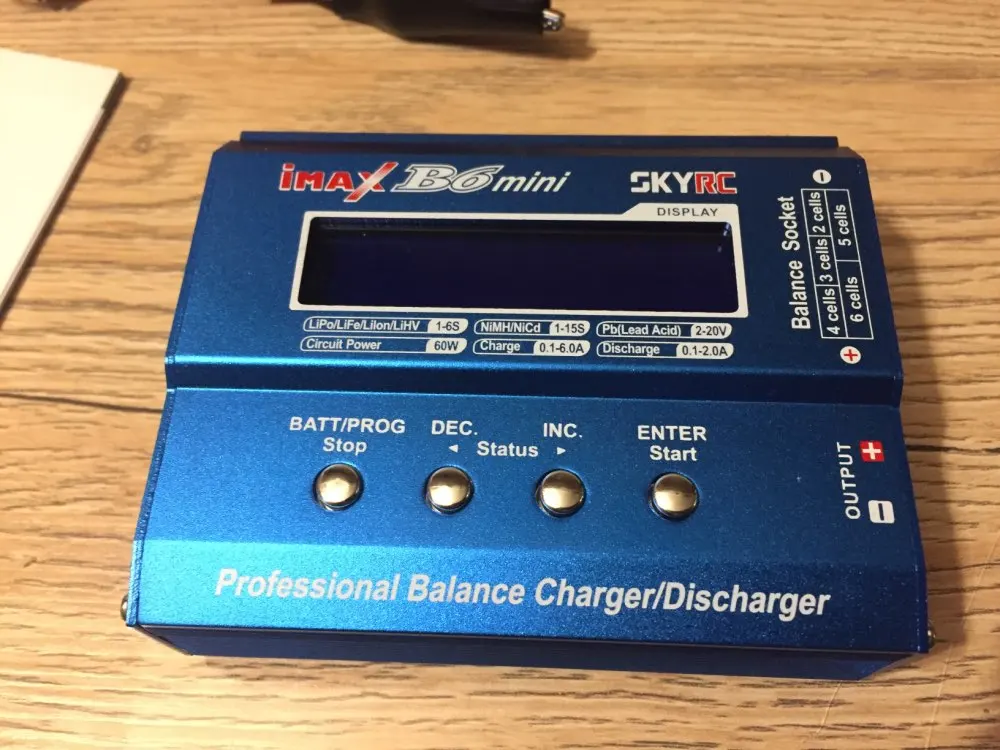 iMAX B6 mini
SKYRC
DISPLAY
LiPo/LiFe/LiIon/LiHV 1-6S
NiMH/NiCd 1-15S
Pb(Lead Acid) 2-20V
Circuit Power 60W
Charge 0.1-6.0A
Discharge 0.1-2.0A
Balance Socket
4 cells 3 cells 2 cells
6 cells 5 cells
BATT/PROG
Stop
DEC.
INC.
◄ Status ►
ENTER
Start
OUTPUT
Professional Balance Charger/Discharger